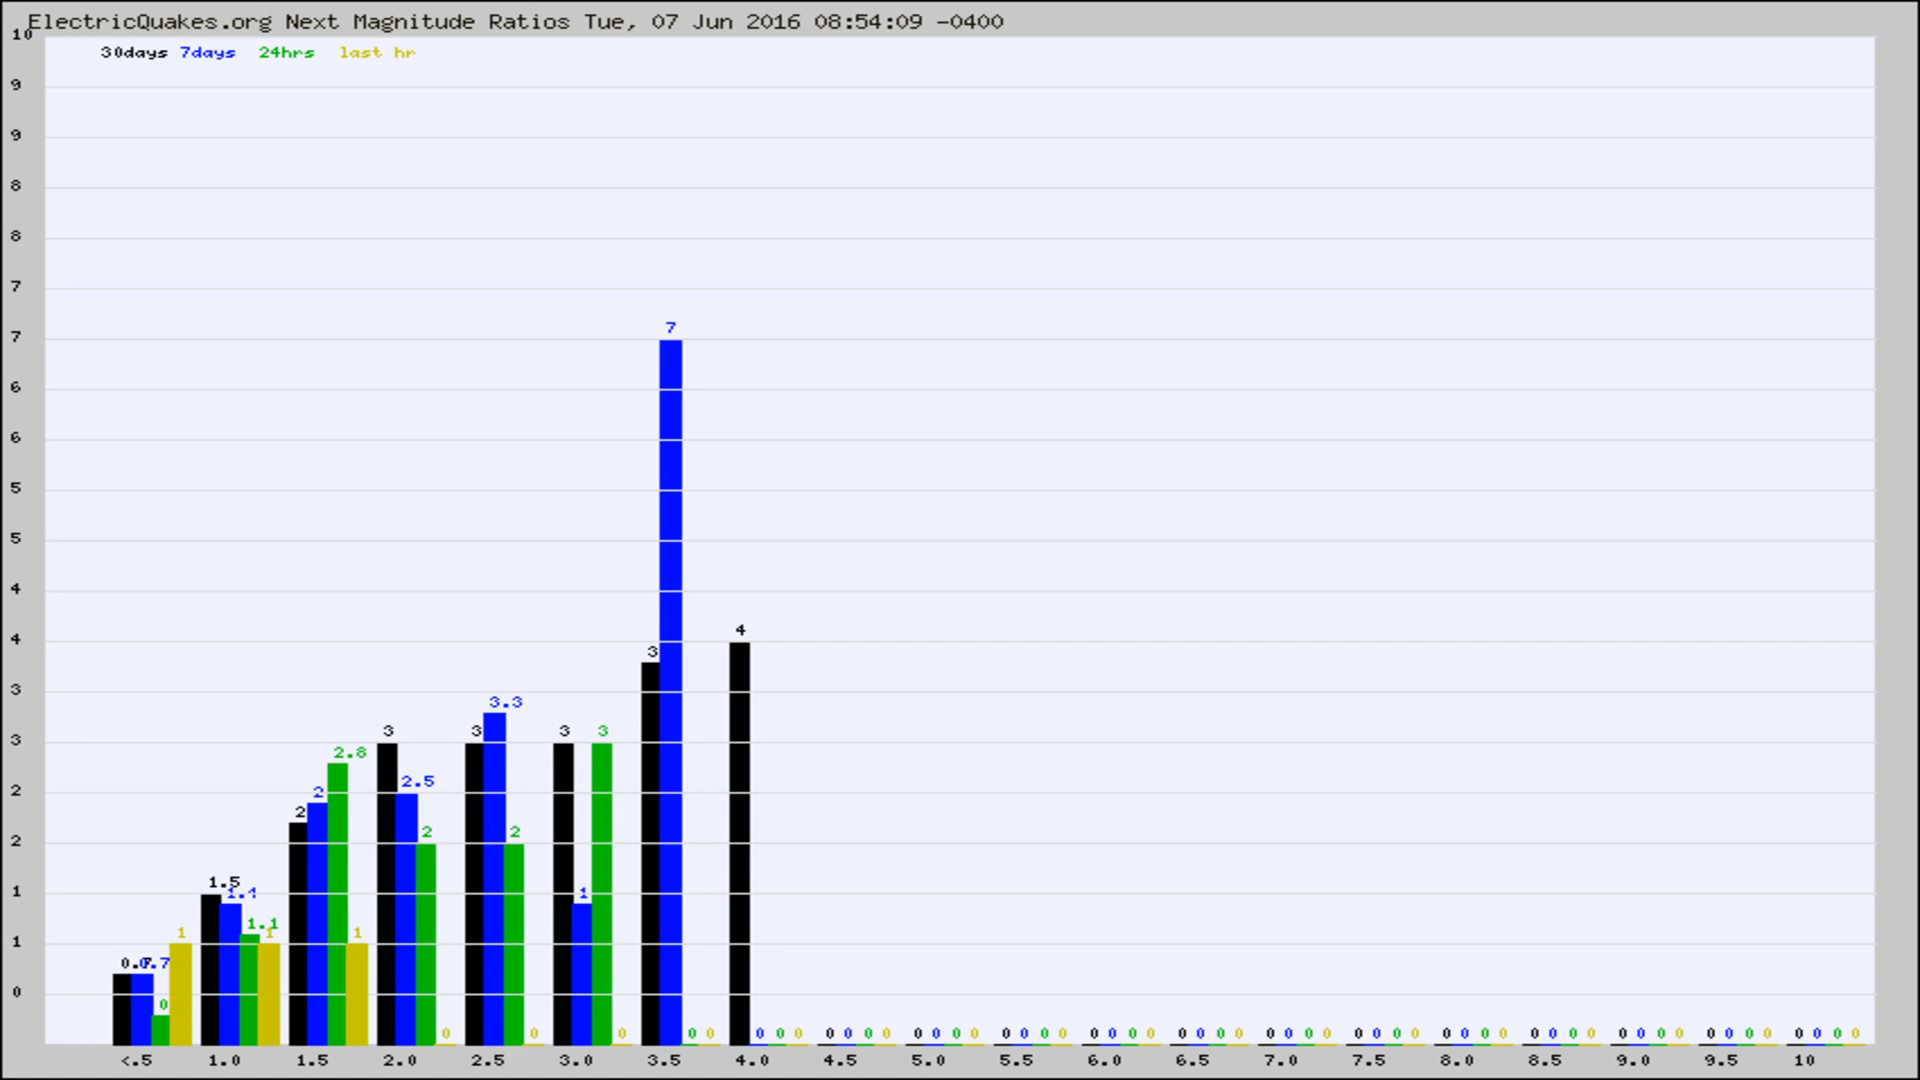 ElectricQuakes.org Next Magnitude Ratios Tue, 07 Jun 2016 08:54:09 -0400
10
30days 7days 24hrs last hr
9
9
8
8
7
7
7
6
6
5
5
4
4 4
3
3 3.3
3 3 3 3 3
2.8
2 2.5
2 2
2 2 2
1.5
1 1.4 1
1.1 1
1 1 1
0.7 0.7
0 0
0 0 0 0 0 0 0 0 0 0 0 0 0 0 0 0 0 0 0 0 0 0 0 0 0 0 0 0 0 0 0 0 0 0 0 0 0 0 0 0 0 0 0 0 0 0 0 0 0 0 0 0 0 0 0 0
<.5 1.0 1.5 2.0 2.5 3.0 3.5 4.0 4.5 5.0 5.5 6.0 6.5 7.0 7.5 8.0 8.5 9.0 9.5 10